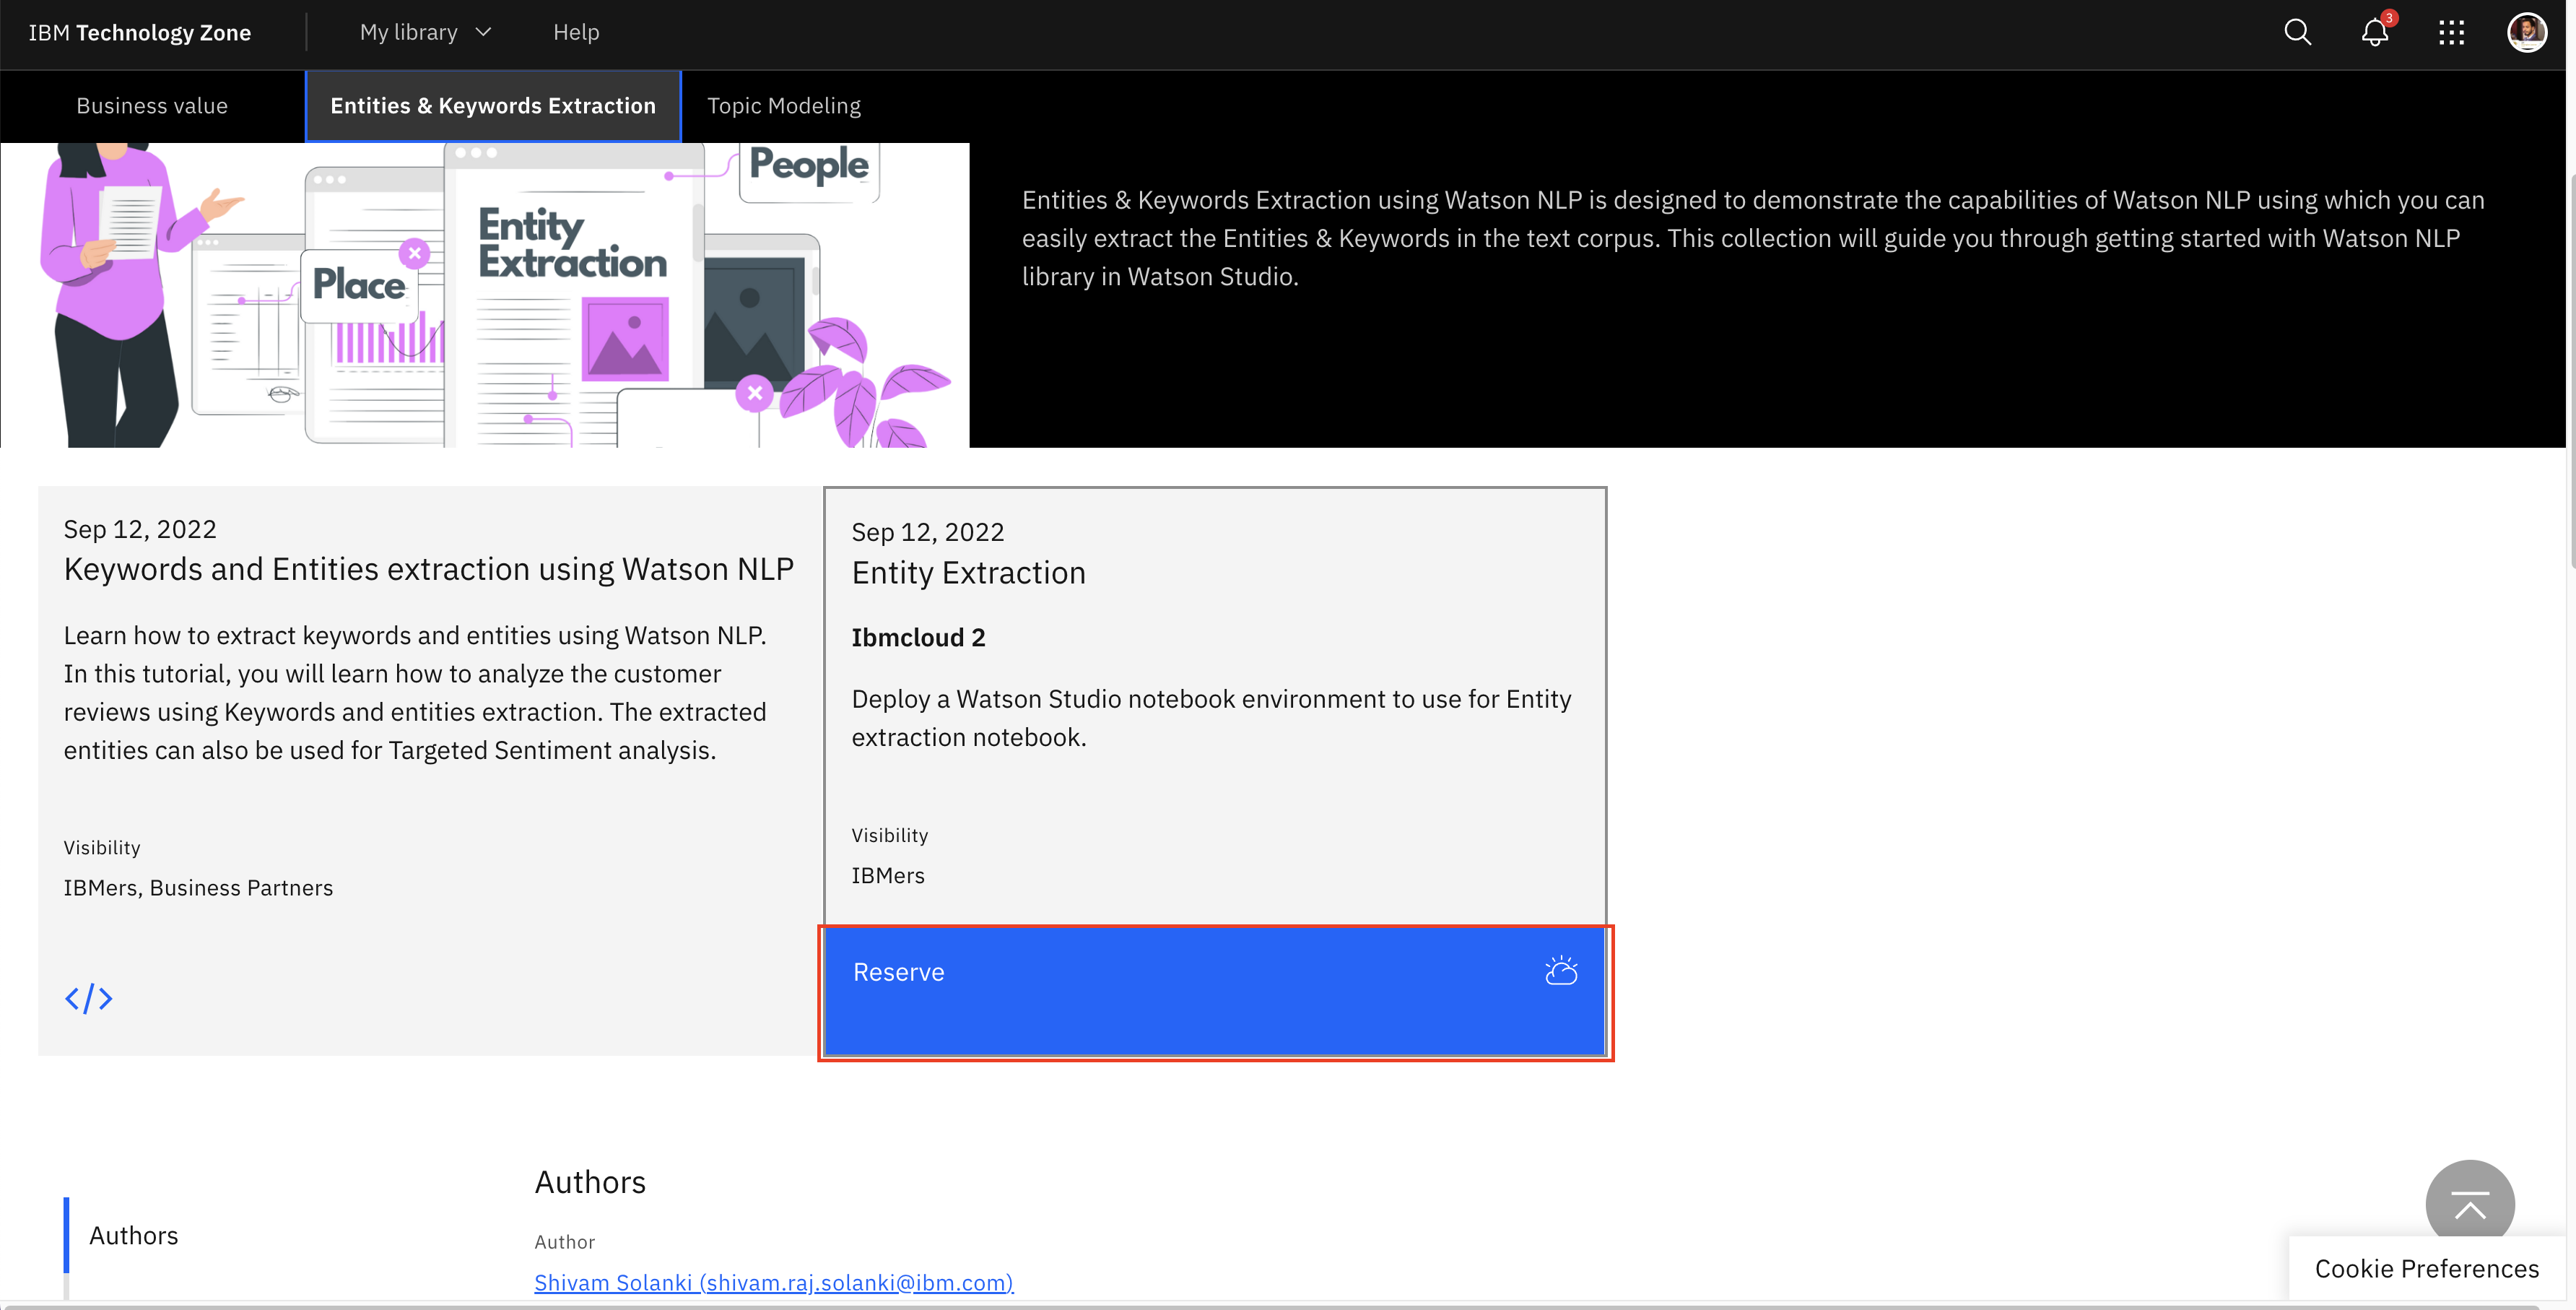 IBM Technology Zone
My library
Help
3
Business value
Entities & Keywords Extraction
Topic Modeling
People
Entity
Extraction
Place
Entities & Keywords Extraction using Watson NLP is designed to demonstrate the capabilities of Watson NLP using which you can
easily extract the Entities & Keywords in the text corpus. This collection will guide you through getting started with Watson NLP
library in Watson Studio.
Sep 12, 2022
Keywords and Entities extraction using Watson NLP
Learn how to extract keywords and entities using Watson NLP.
In this tutorial, you will learn how to analyze the customer
reviews using Keywords and entities extraction. The extracted
entities can also be used for Targeted Sentiment analysis.
Visibility
IBMers, Business Partners
</>
Sep 12, 2022
Entity Extraction
Ibmcloud 2
Deploy a Watson Studio notebook environment to use for Entity
extraction notebook.
Visibility
IBMers
Reserve
Authors
Authors
Author
Shivam Solanki (shivam.raj.solanki@ibm.com)
Cookie Preferences